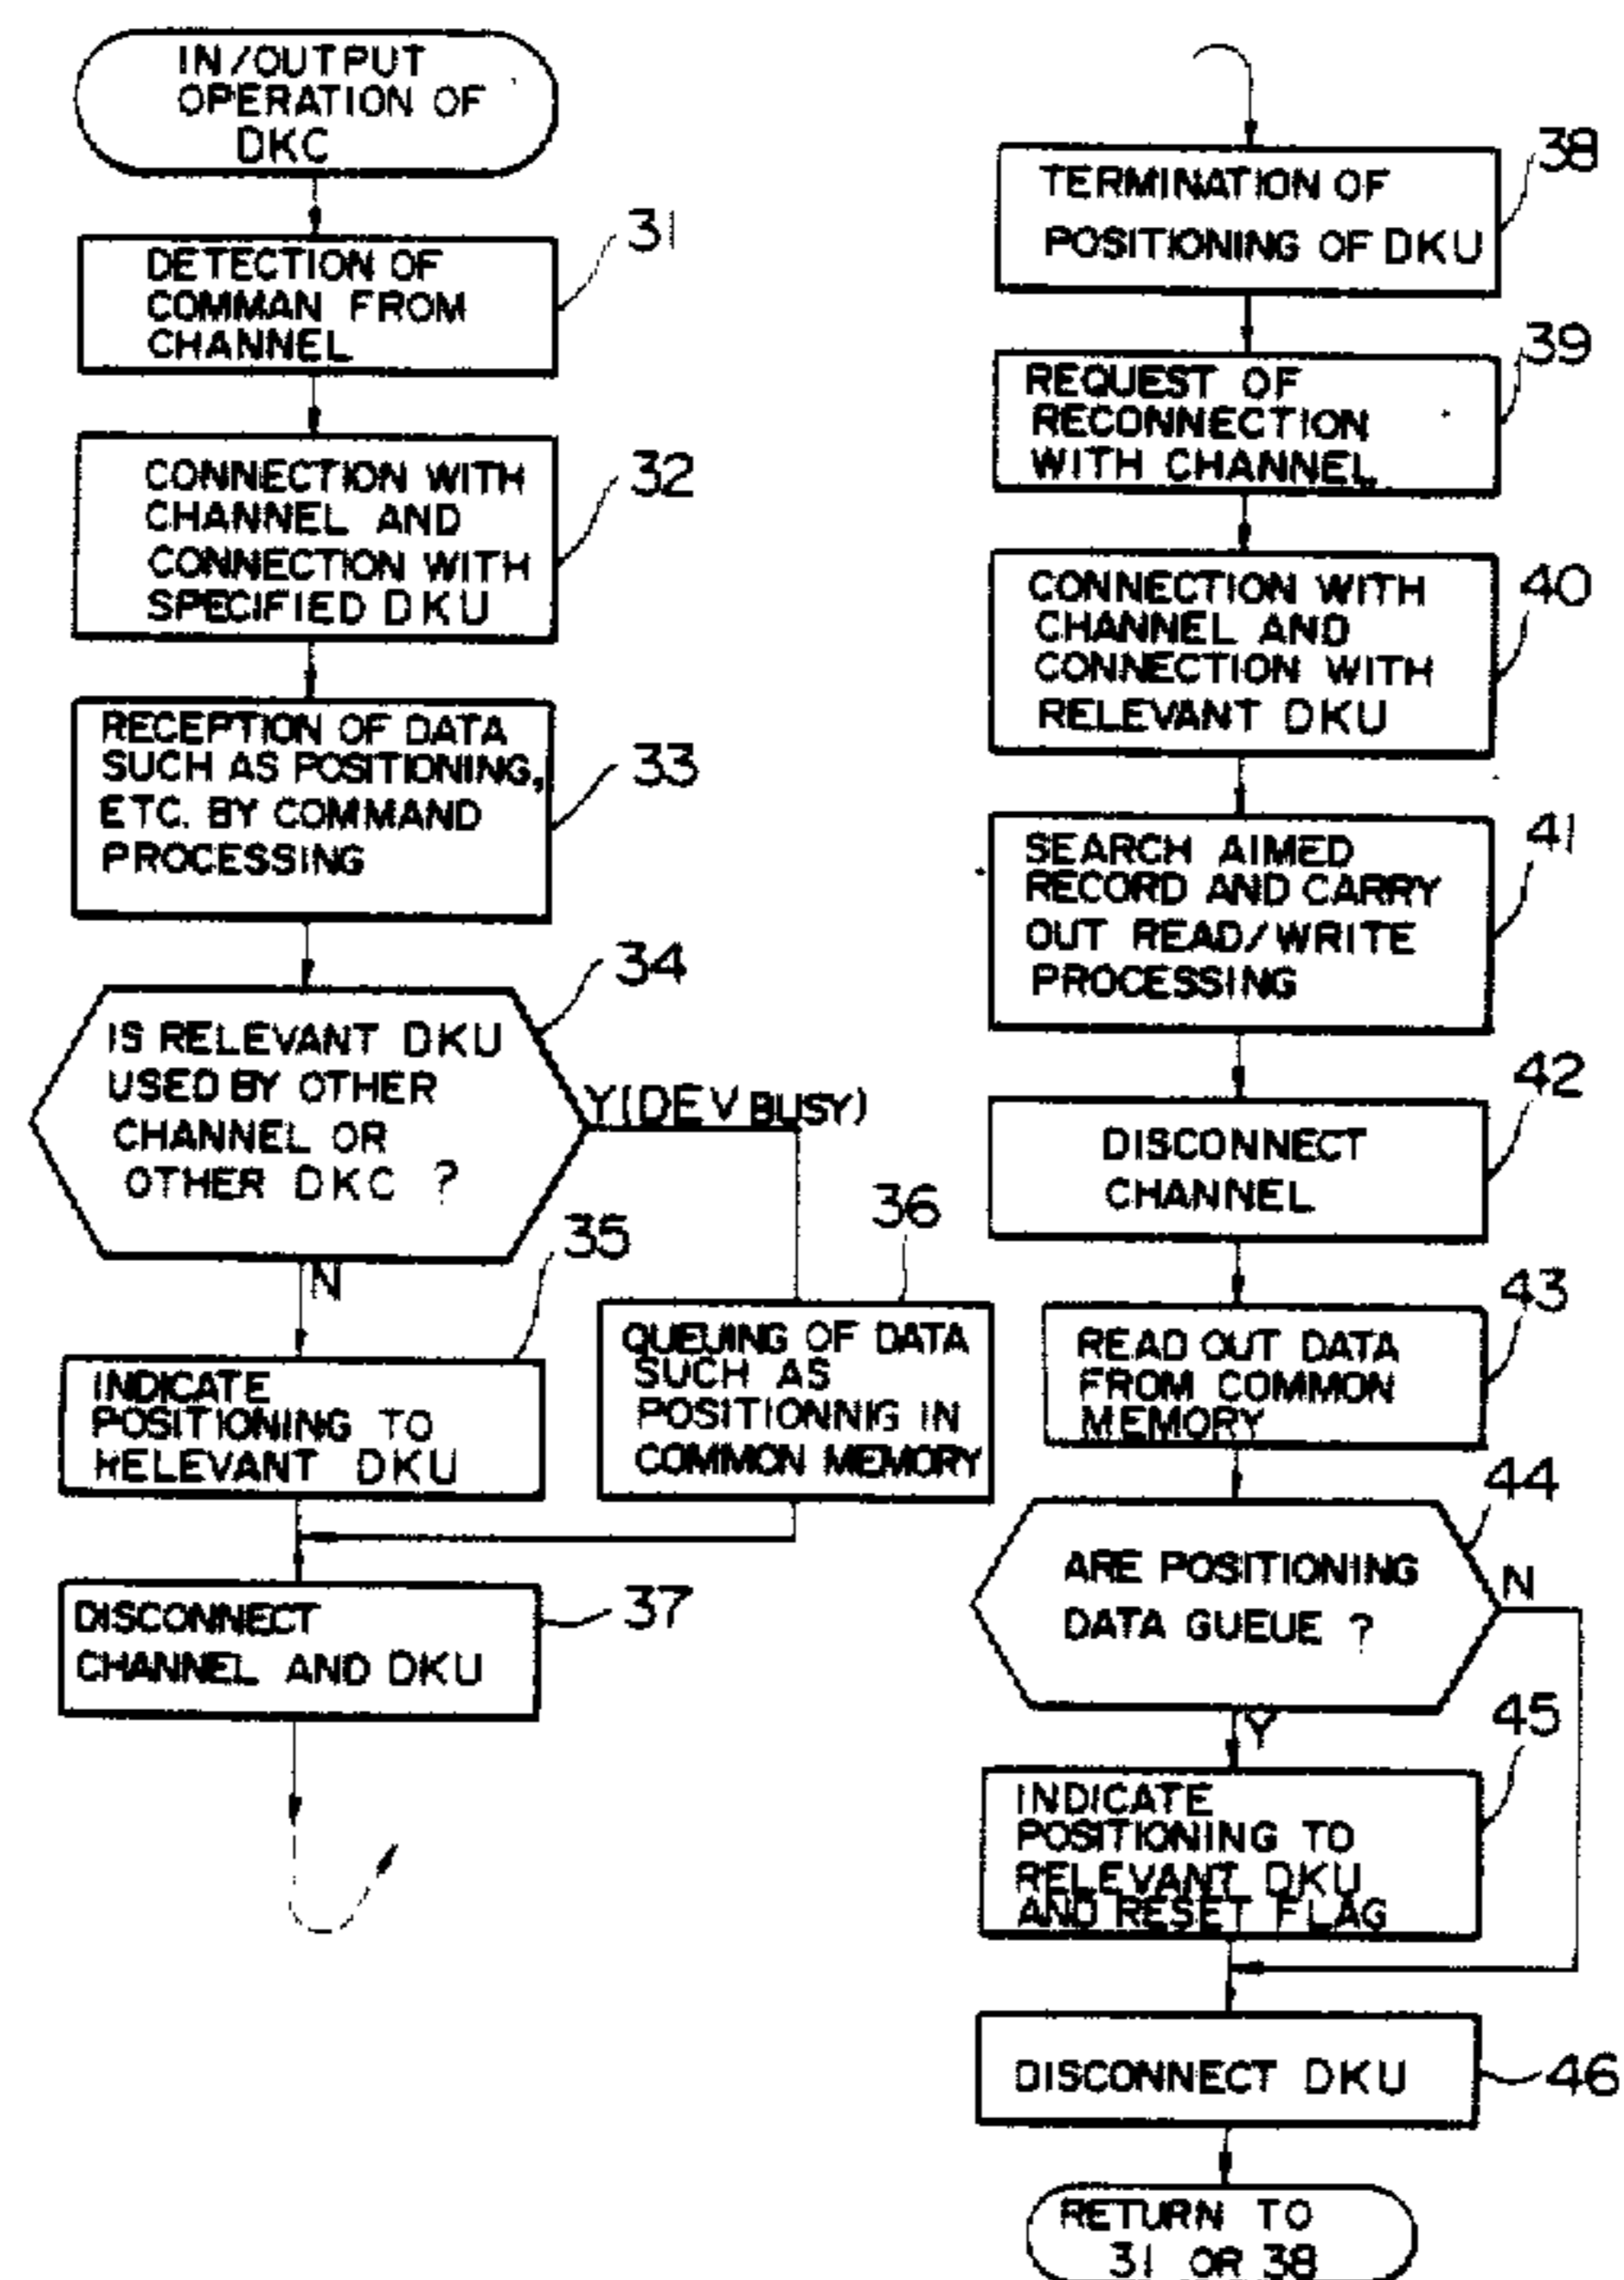 IN/OUTPUT
OPERATION OF
DKC
31
DETECTION OF
COMMAN FROM
CHANNEL
32
CONNECTION WITH
CHANNEL AND
CONNECTION WITH
SPECIFIED DKU
33
RECEPTION OF DATA
SUCH AS POSITIONING,
ETC. BY COMMAND
PROCESSING
34
IS RELEVANT DKU
USED BY OTHER
CHANNEL OR
OTHER DKC ?
Y(DEV BUSY)
N
35
INDICATE
POSITIONING TO
RELEVANT DKU
36
QUEUING OF DATA
SUCH AS
POSITIONNIG IN
COMMON MEMORY
37
DISCONNECT
CHANNEL AND DKU
38
TERMINATION OF
POSITIONING OF DKU
39
REQUEST OF
RECONNECTION
WITH CHANNEL
40
CONNECTION WITH
CHANNEL AND
CONNECTION WITH
RELEVANT DKU
41
SEARCH AIMED
RECORD AND CARRY
OUT READ/WRITE
PROCESSING
42
DISCONNECT
CHANNEL
43
READ OUT DATA
FROM COMMON
MEMORY
44
ARE POSITIONING
DATA GUEUE ?
N
Y
45
INDICATE
POSITIONING TO
RELEVANT DKU
AND RESET FLAG
46
DISCONNECT DKU
RETURN TO
31 OR 38